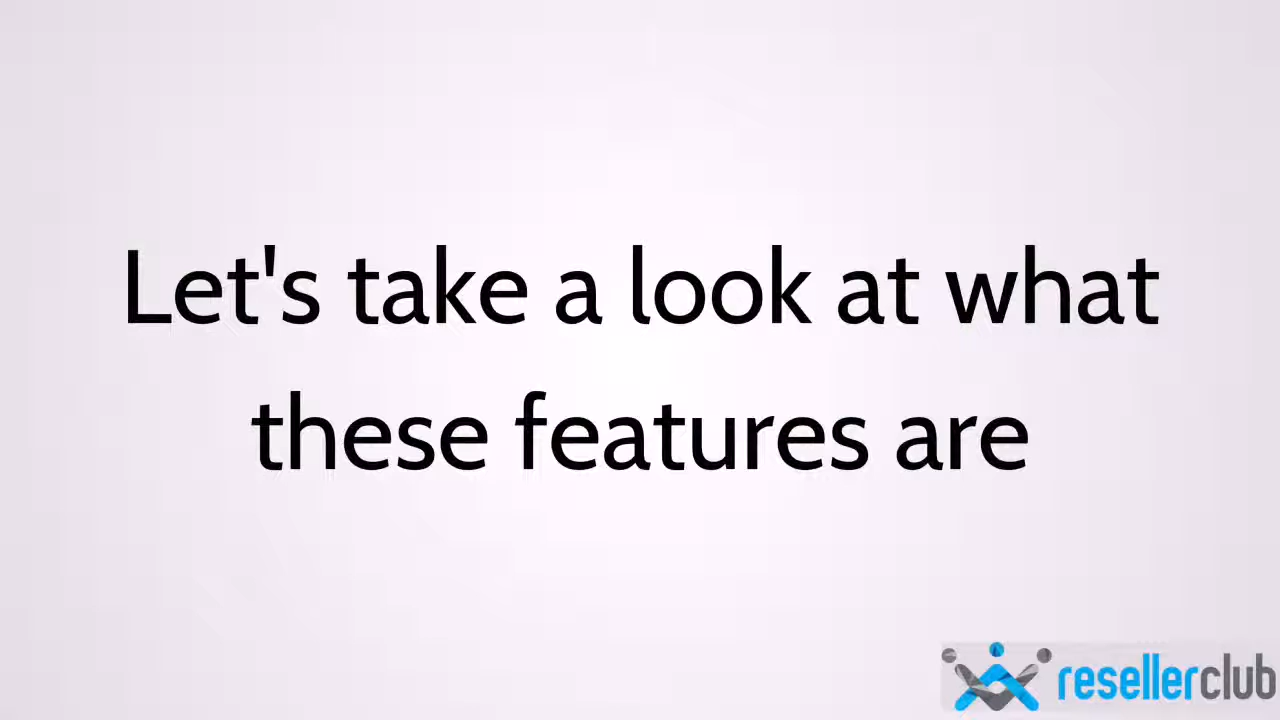 Let's take a look at what
these features are
resellerclub